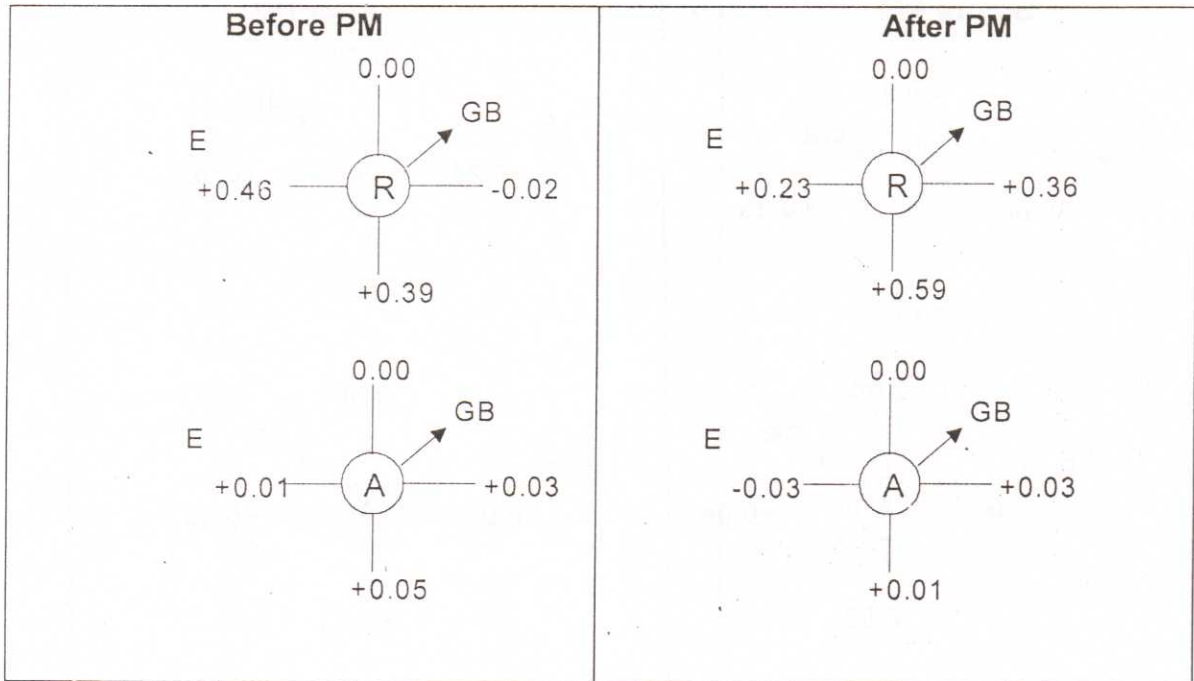 Before PM
0.00
GB
E
R
+0.46
-0.02
+0.39
0.00
GB
E
A
+0.01
+0.03
+0.05
After PM
0.00
GB
E
R
+0.23
+0.36
+0.59
0.00
GB
E
A
-0.03
+0.03
+0.01